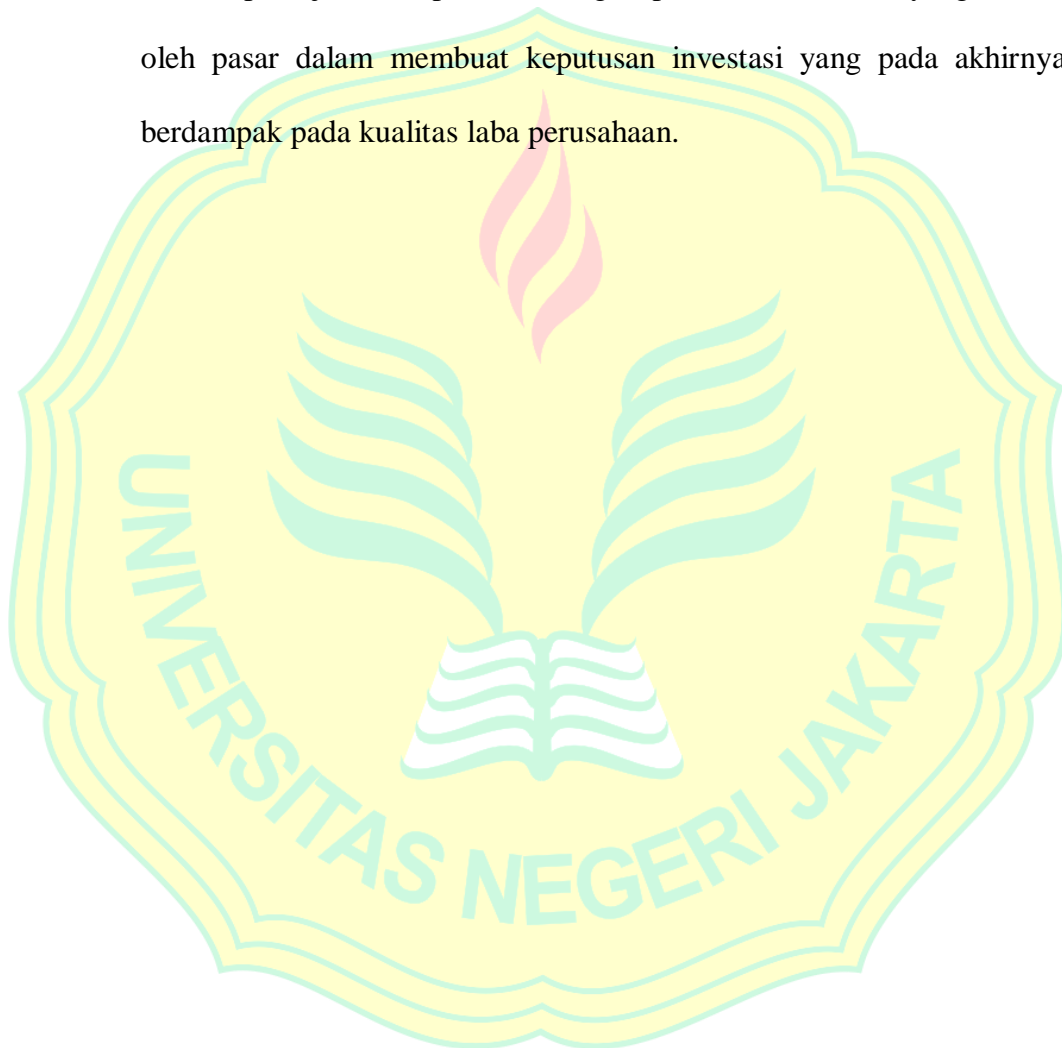 oleh pasar dalam membuat keputusan investasi yang pada akhirnya
berdampak pada kualitas laba perusahaan.
UNIVERSITAS NEGERI JAKARTA